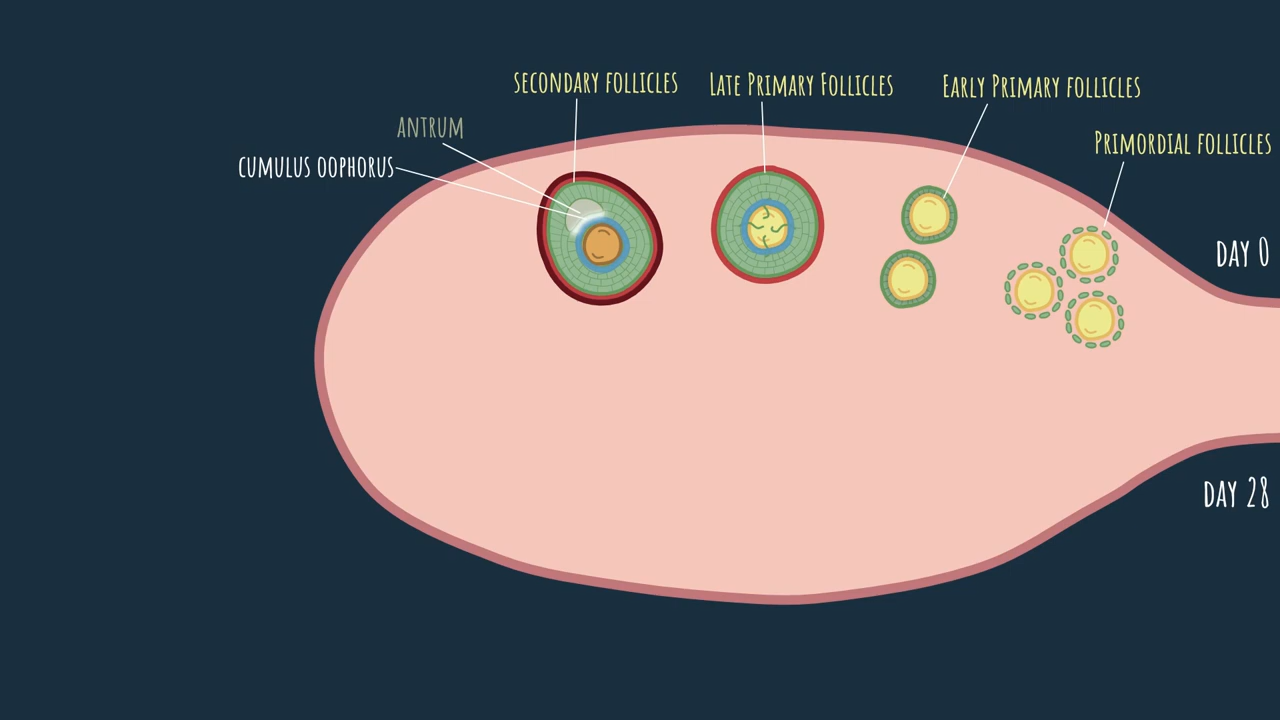 SECONDARY FOLLICLES
LATE PRIMARY FOLLICLES
EARLY PRIMARY FOLLICLES
ANTRUM
PRIMORDIAL FOLLICLES
CUMULUS OOPHORUS
DAY 0
DAY 28